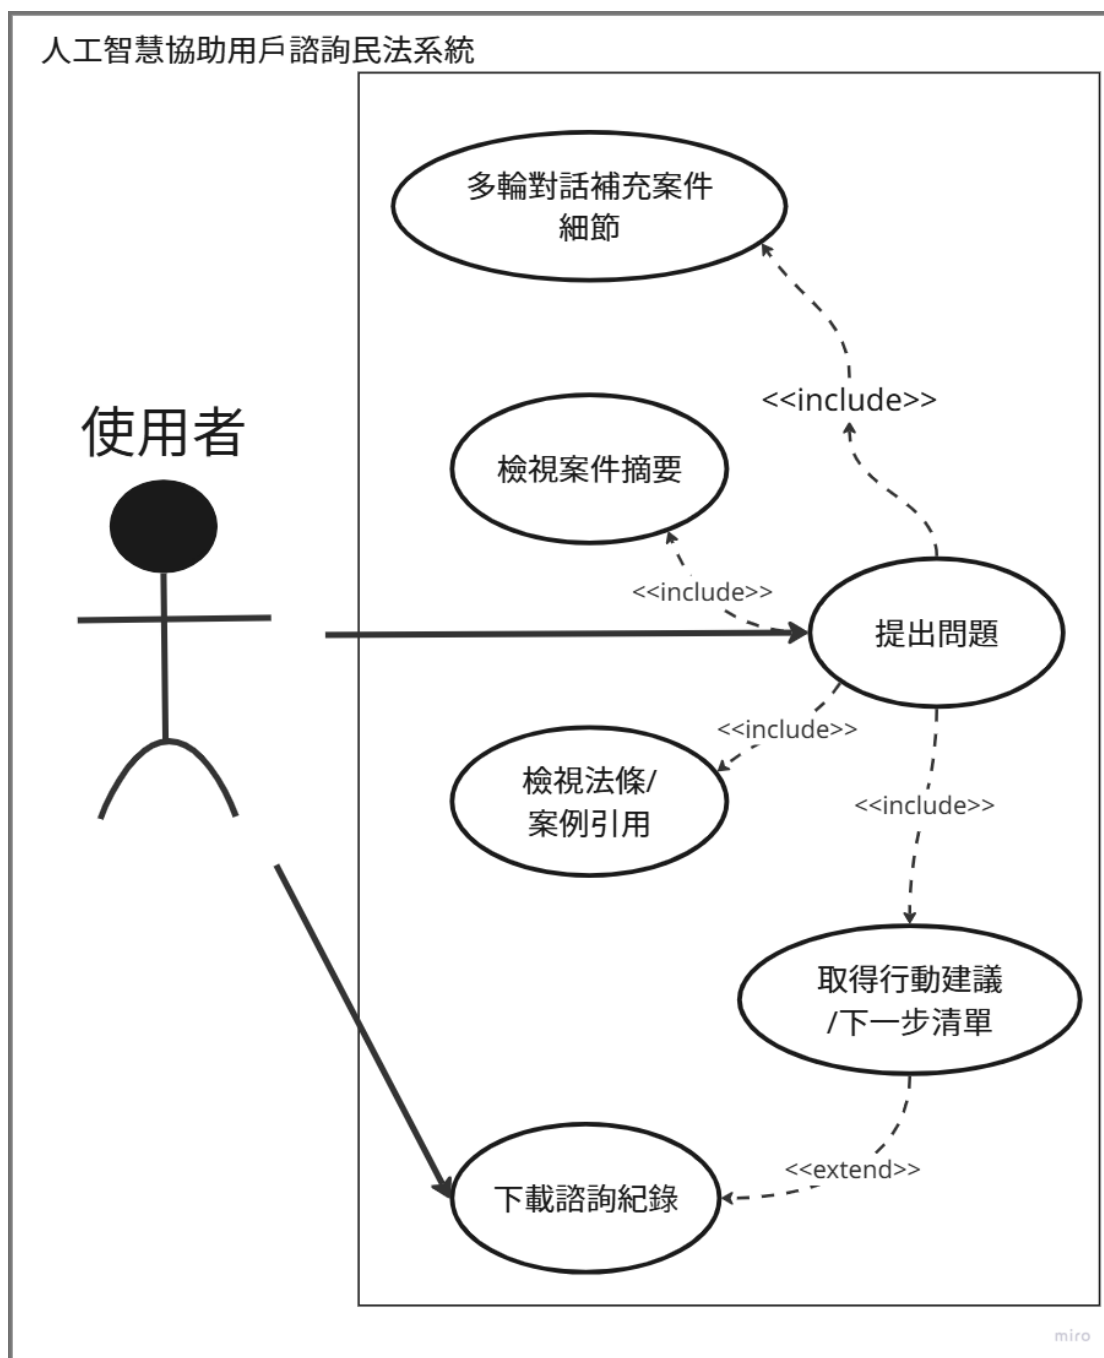 人工智慧協助用戶諮詢民法系統
多輪對話補充案件
細節
<<include>>
使用者
檢視案件摘要
<<include>>
提出問題
<<include>>
檢視法條/
案例引用
<<include>>
取得行動建議
/下一步清單
<<extend>>
下載諮詢紀錄
miro